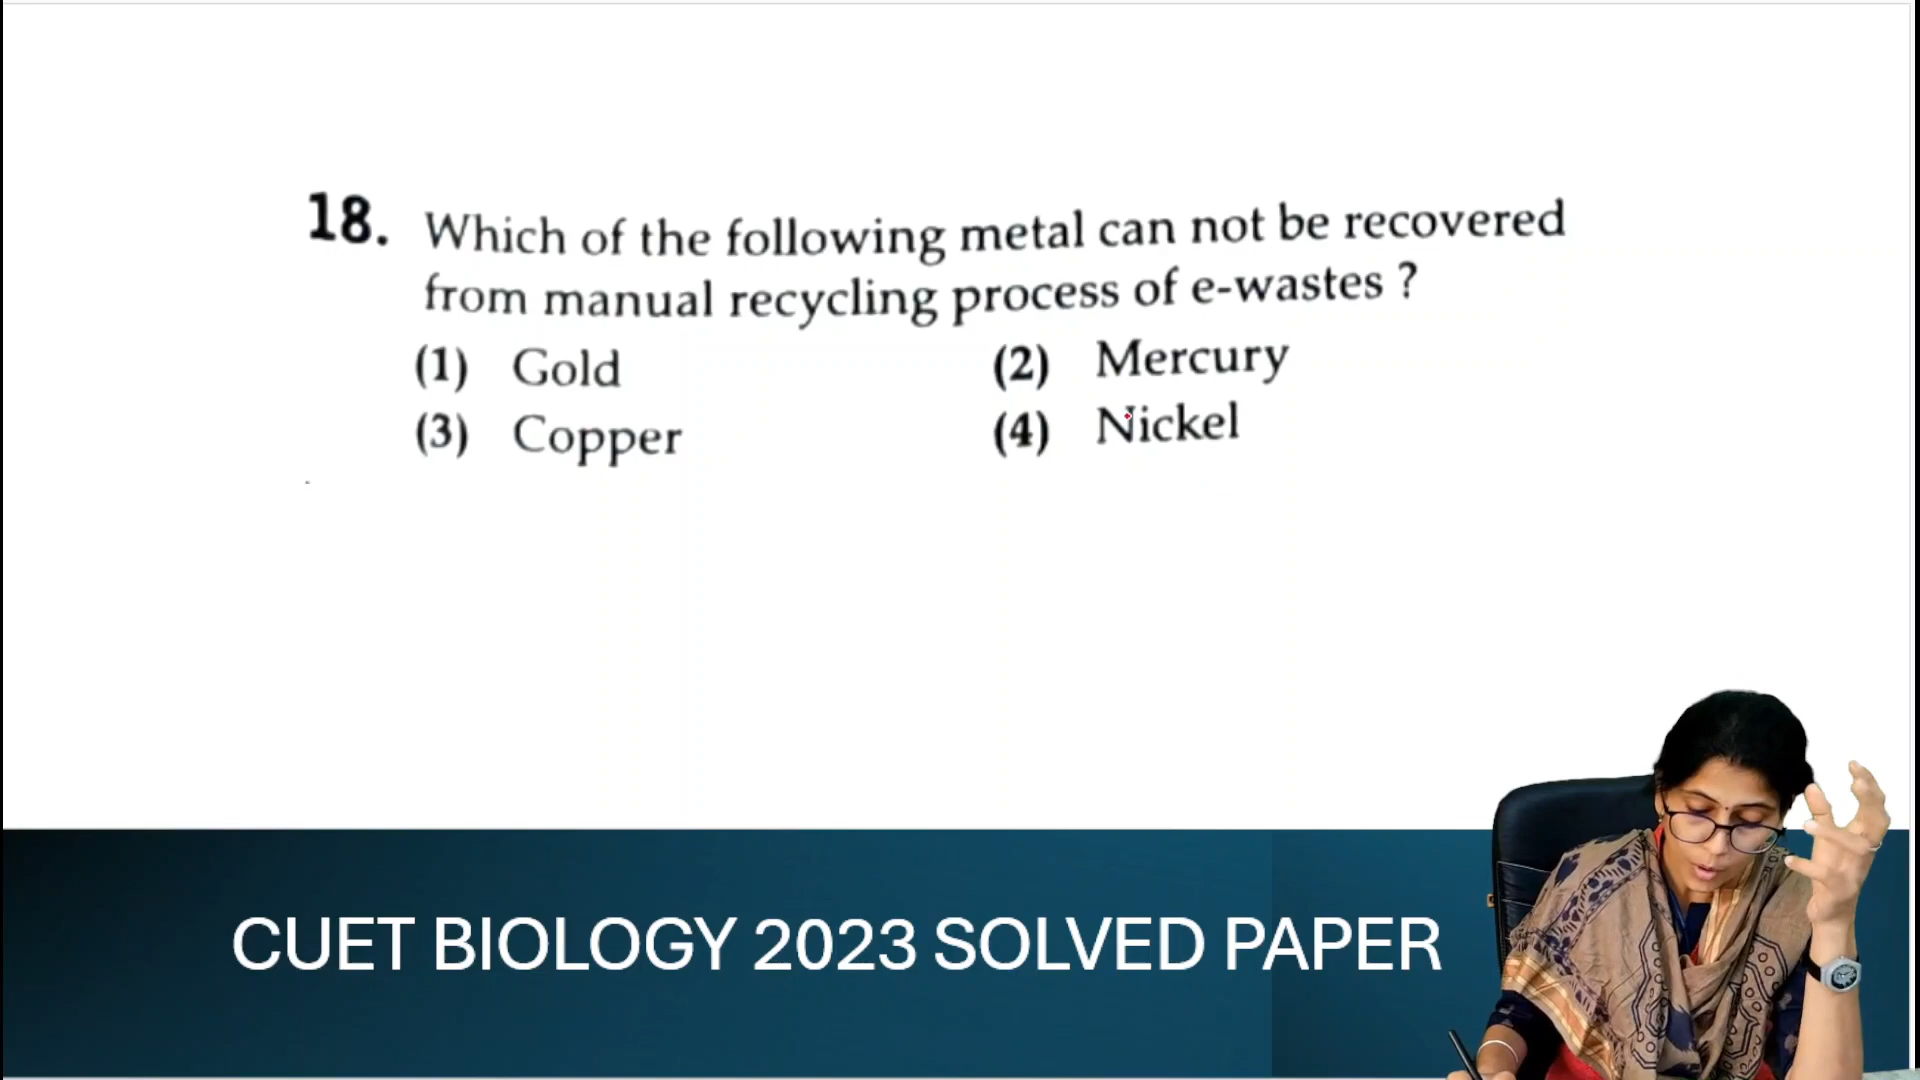 18. Which of the following metal can not be recovered
from manual recycling process of e-wastes ?
(1) Gold (2) Mercury
(3) Copper (4) Nickel
CUET BIOLOGY 2023 SOLVED PAPER